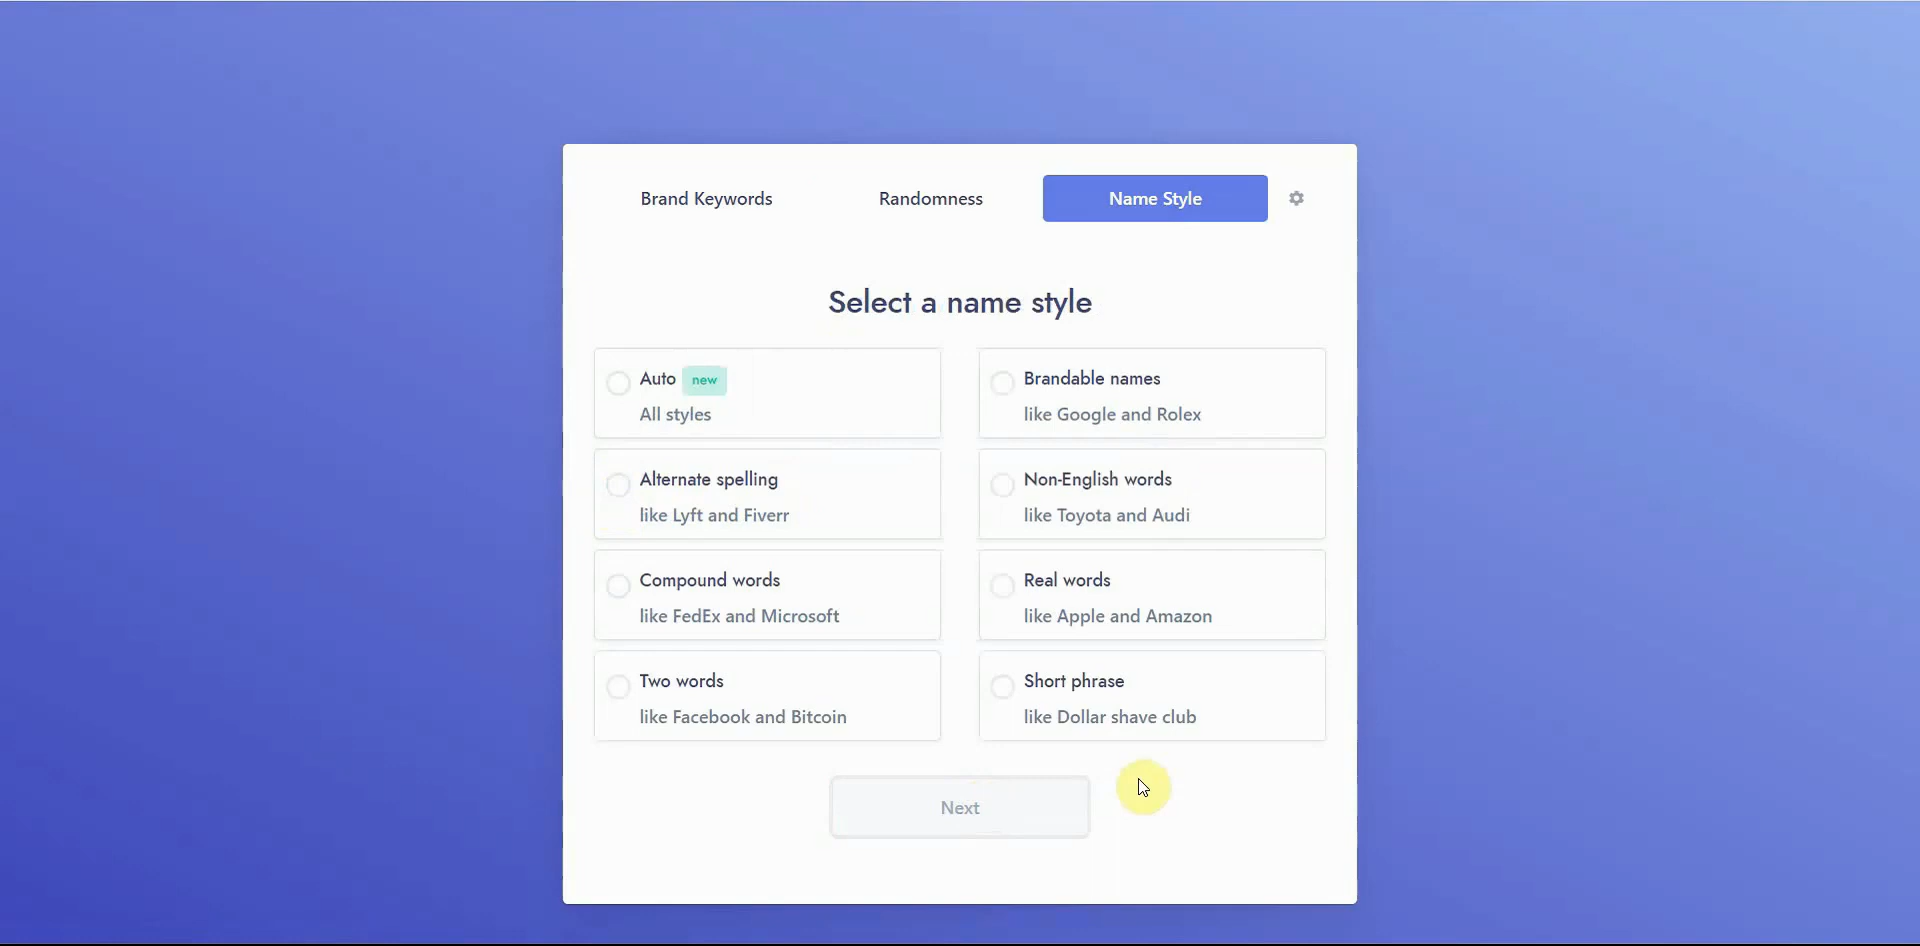 Brand Keywords
Randomness
Name Style
Select a name style
Auto new
All styles
Brandable names
like Google and Rolex
Alternate spelling
like Lyft and Fiverr
Non-English words
like Toyota and Audi
Compound words
like FedEx and Microsoft
Real words
like Apple and Amazon
Two words
like Facebook and Bitcoin
Short phrase
like Dollar shave club
Next